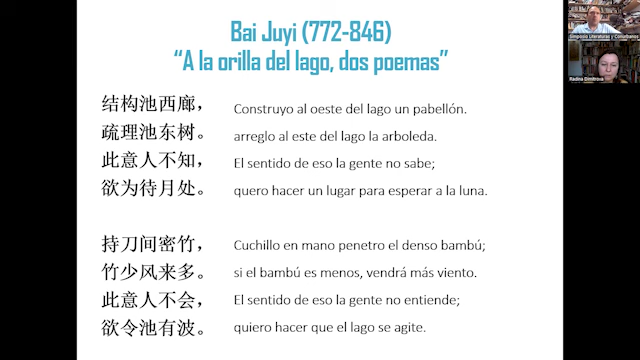 Bai Juyi (772-846)
“A la orilla del lago, dos poemas”
结构池西廊，
疏理池东树。
此意人不知，
欲为待月处。
Construyo al oeste del lago un pabellón.
arreglo al este del lago la arboleda.
El sentido de eso la gente no sabe;
quero hacer un lugar para esperar a la luna.
持刀间密竹，
竹少风来多。
此意人不会，
欲令池有波。
Cuchillo en mano penetro el denso bambú;
si el bambú es menos, vendrá más viento.
El sentido de eso la gente no entiende;
quiero hacer que el lago se agite.
Simposio Literaturas y Conurbanos
Radina Dimitrova